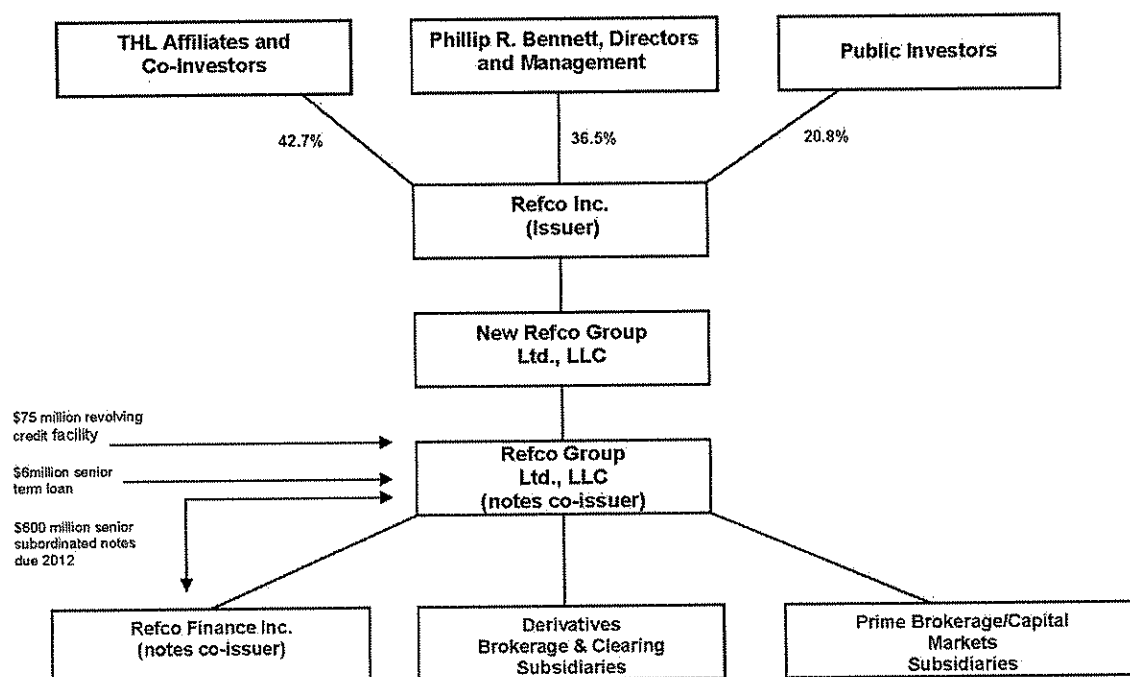 THL Affiliates and
Co-Investors
Phillip R. Bennett, Directors
and Management
Public Investors
42.7%
36.5%
20.8%
Refco Inc.
(Issuer)
New Refco Group
Ltd., LLC
$75 million revolving
credit facility
$6million senior
term loan
$600 million senior
subordinated notes
due 2012
Refco Group
Ltd., LLC
(notes co-issuer)
Refco Finance Inc.
(notes co-issuer)
Derivatives
Brokerage & Clearing
Subsidiaries
Prime Brokerage/Capital
Markets
Subsidiaries